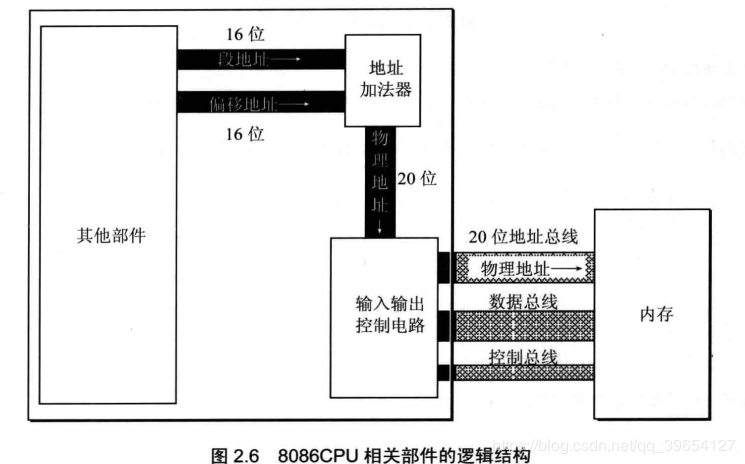 16 位
段地址→
地址
加法器
偏移地址→
16 位
物理地址↓
20 位
其他部件
20 位地址总线
物理地址→
输入输出
控制电路
数据总线
内存
控制总线
https://blog.csdn.net/qq_39654127
图 2.6 8086CPU 相关部件的逻辑结构